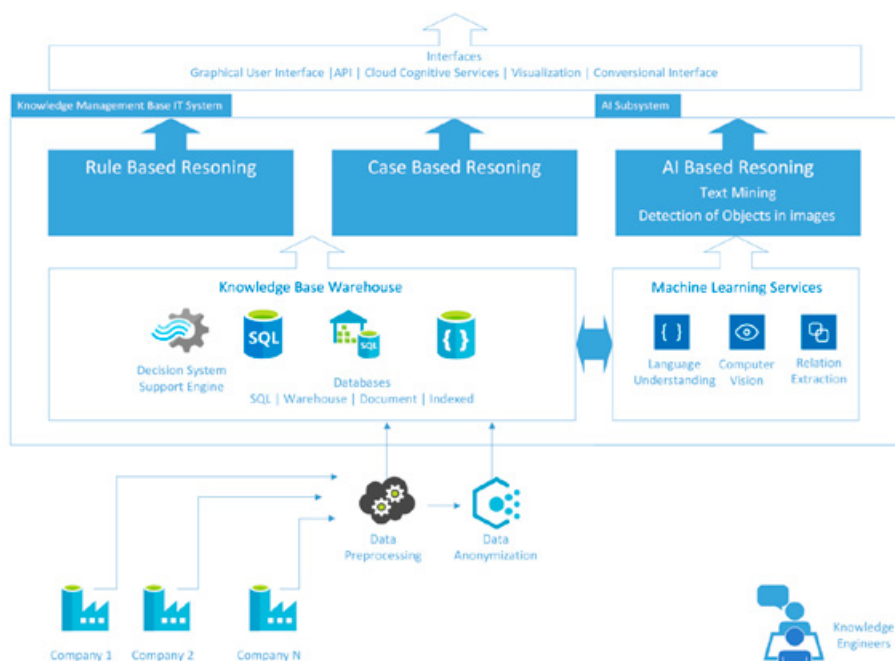 Interfaces
Graphical User Interface |API | Cloud Cognitive Services | Visualization | Conversional Interface
Knowledge Management Base IT System
AI Subsystem
Rule Based Resoning
Case Based Resoning
AI Based Resoning
Text Mining
Detection of Objects in images
Knowledge Base Warehouse
SQL
SQL
{ }
Decision System
Support Engine
Databases
SQL | Warehouse | Document | Indexed
Machine Learning Services
{ }
Language
Understanding
Computer
Vision
Relation
Extraction
Data
Preprocessing
Data
Anonymization
Company 1
Company 2
Company N
Knowledge
Engineers